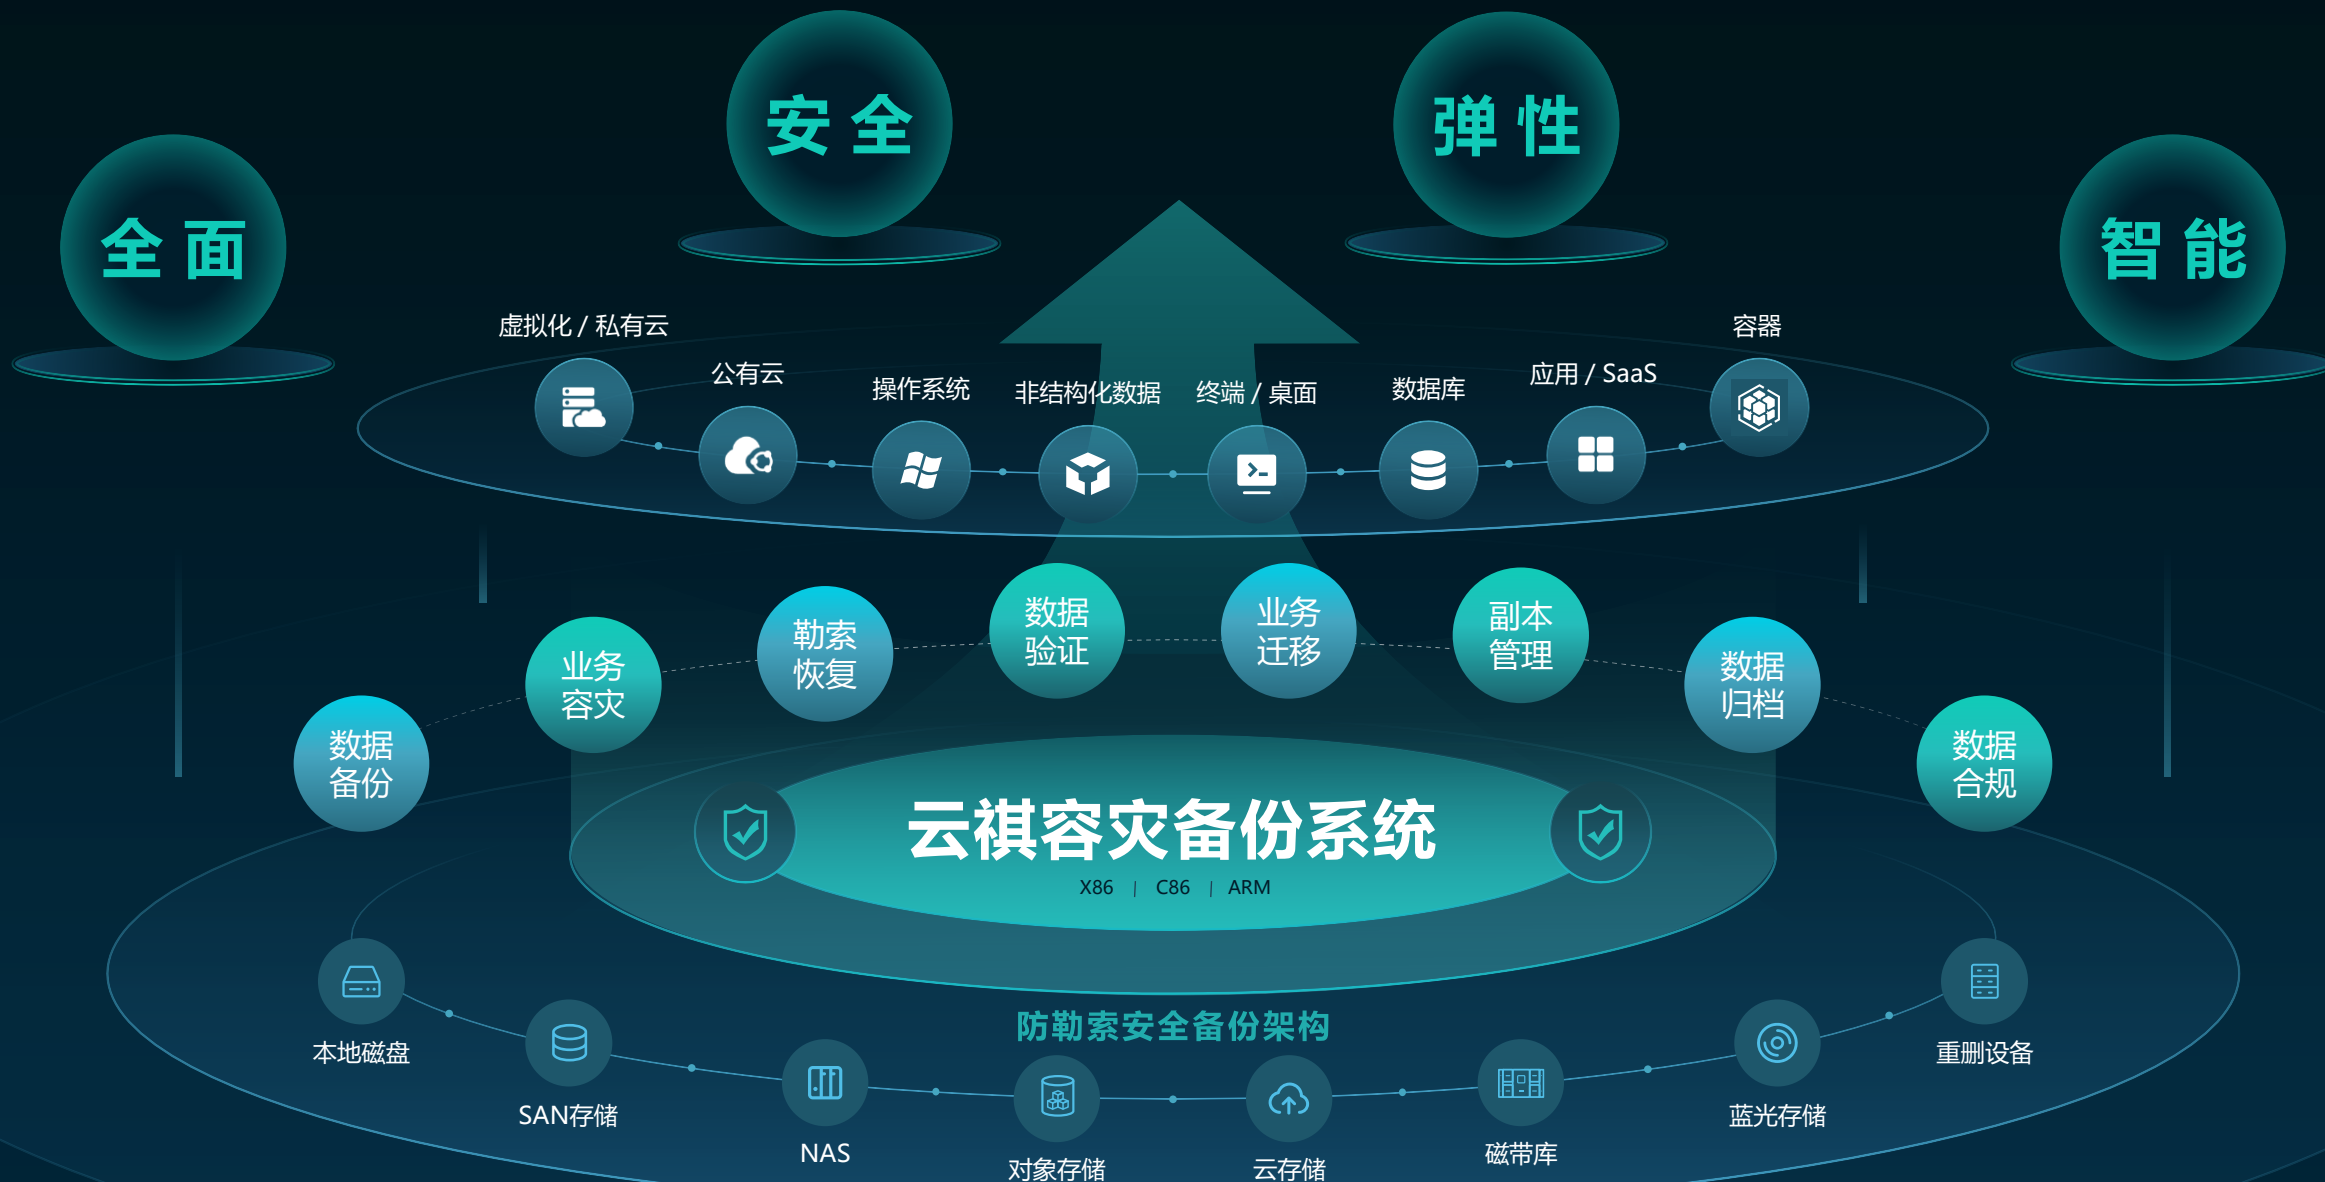 安全
弹性
全面
智能
虚拟化 / 私有云
容器
公有云
应用 / SaaS
操作系统
非结构化数据
终端 / 桌面
数据库
数据
备份
业务
容灾
勒索
恢复
数据
验证
业务
迁移
副本
管理
数据
归档
数据
合规
云祺容灾备份系统
X86 | C86 | ARM
防勒索安全备份架构
本地磁盘
SAN存储
NAS
对象存储
云存储
磁带库
蓝光存储
重删设备